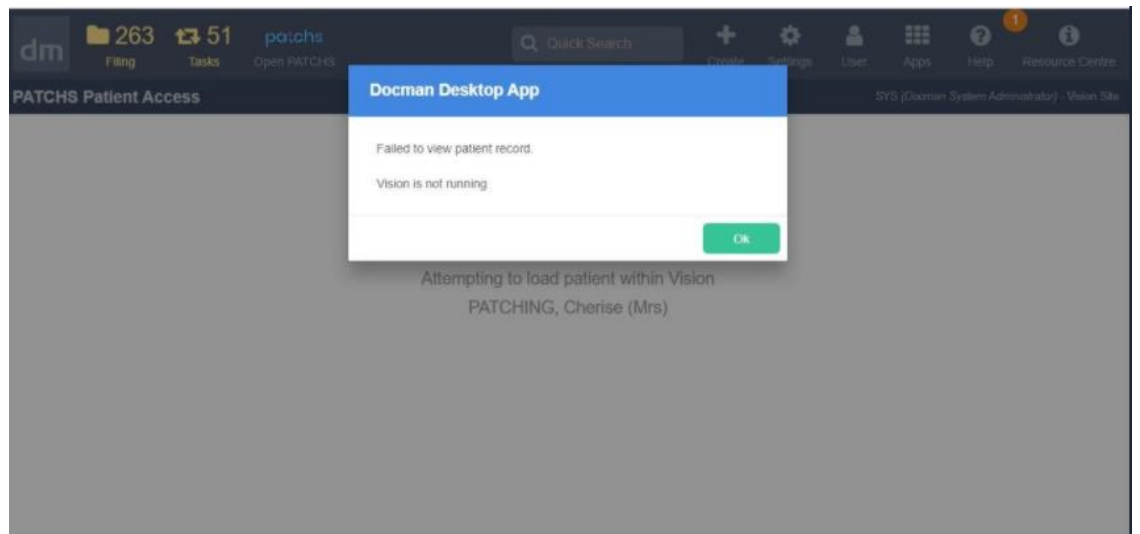 dm
263
Filing
51
Tasks
patchs
Open PATCHS
Quick Search
Create
Settings
User
Apps
Help
1
Resource Centre
PATCHS Patient Access
SYS (Docman System Administrator) - Vision Site
Docman Desktop App
Failed to view patient record.
Vision is not running
Ok
Attempting to load patient within Vision
PATCHING, Cherise (Mrs)